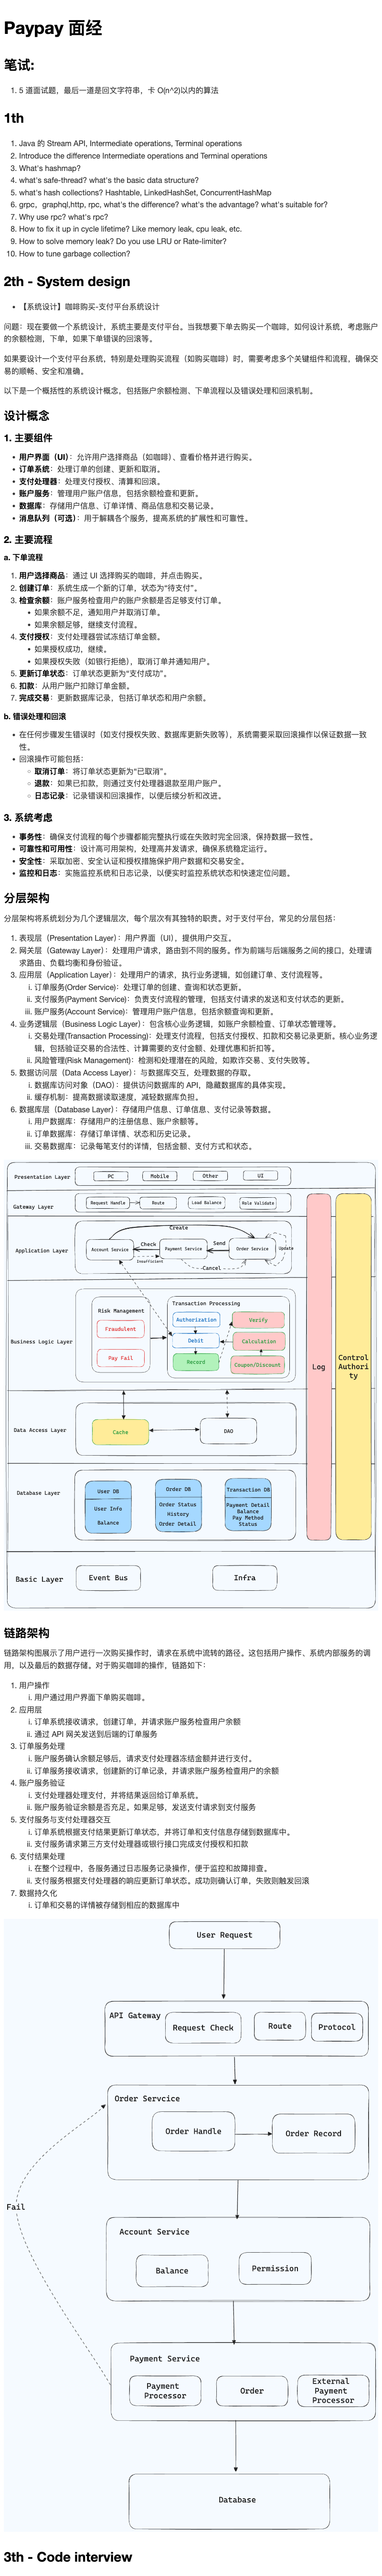 Paypay 面经
笔试:
1. 5 道面试题，最后一道是回文字符串，卡 O(n^2)以内的算法
1th
1. Java 的 Stream API, Intermediate operations, Terminal operations
2. Introduce the difference Intermediate operations and Terminal operations
3. What's hashmap?
4. what's safe-thread? what's the basic data structure?
5. what's hash collections? Hashtable, LinkedHashSet, ConcurrentHashMap
6. grpc，graphql,http, rpc, what's the difference? what's the advantage? what's suitable for?
7. Why use rpc? what's rpc?
8. How to fix it up in cycle lifetime? Like memory leak, cpu leak, etc.
9. How to solve memory leak? Do you use LRU or Rate-limiter?
10. How to tune garbage collection?
2th - System design
• 【系统设计】咖啡购买-支付平台系统设计
问题：现在要做一个系统设计，系统主要是支付平台。当我想要下单去购买一个咖啡，如何设计系统，考虑账户
的余额检测，下单，如果下单错误的回滚等。
如果要设计一个支付平台系统，特别是处理购买流程（如购买咖啡）时，需要考虑多个关键组件和流程，确保交
易的顺畅、安全和准确。
以下是一个概括性的系统设计概念，包括账户余额检测、下单流程以及错误处理和回滚机制。
设计概念
1. 主要组件
• 用户界面（UI）：允许用户选择商品（如咖啡）、查看价格并进行购买。
• 订单系统：处理订单的创建、更新和取消。
• 支付处理器：处理支付授权、清算和回滚。
• 账户服务：管理用户账户信息，包括余额检查和更新。
• 数据库：存储用户信息、订单详情、商品信息和交易记录。
• 消息队列（可选）：用于解耦各个服务，提高系统的扩展性和可靠性。
2. 主要流程
a. 下单流程
1. 用户选择商品：通过 UI 选择购买的咖啡，并点击购买。
2. 创建订单：系统生成一个新的订单，状态为“待支付”。
3. 检查余额：账户服务检查用户的账户余额是否足够支付订单。
• 如果余额不足，通知用户并取消订单。
• 如果余额足够，继续支付流程。
4. 支付授权：支付处理器尝试冻结订单金额。
• 如果授权成功，继续。
• 如果授权失败（如银行拒绝），取消订单并通知用户。
5. 更新订单状态：订单状态更新为“支付成功”。
6. 扣款：从用户账户扣除订单金额。
7. 完成交易：更新数据库记录，包括订单状态和用户余额。
b. 错误处理和回滚
• 在任何步骤发生错误时（如支付授权失败、数据库更新失败等），系统需要采取回滚操作以保证数据一致
性。
• 回滚操作可能包括：
○ 取消订单：将订单状态更新为“已取消”。
○ 退款：如果已扣款，则通过支付处理器退款至用户账户。
○ 日志记录：记录错误和回滚操作，以便后续分析和改进。
3. 系统考虑
• 事务性：确保支付流程的每个步骤都能完整执行或在失败时完全回滚，保持数据一致性。
• 可靠性和可用性：设计高可用架构，处理高并发请求，确保系统稳定运行。
• 安全性：采取加密、安全认证和授权措施保护用户数据和交易安全。
• 监控和日志：实施监控系统和日志记录，以便实时监控系统状态和快速定位问题。
分层架构
分层架构将系统划分为几个逻辑层次，每个层次有其独特的职责。对于支付平台，常见的分层包括：
1. 表现层（Presentation Layer）：用户界面（UI），提供用户交互。
2. 网关层（Gateway Layer）：处理用户请求，路由到不同的服务。作为前端与后端服务之间的接口，处理请
求路由、负载均衡和身份验证。
3. 应用层（Application Layer）：处理用户的请求，执行业务逻辑，如创建订单、支付流程等。
i. 订单服务(Order Service)：处理订单的创建、查询和状态更新。
ii. 支付服务(Payment Service)：负责支付流程的管理，包括支付请求的发送和支付状态的更新。
iii. 账户服务(Account Service)：管理用户账户信息，包括余额查询和更新。
4. 业务逻辑层（Business Logic Layer）：包含核心业务逻辑，如账户余额检查、订单状态管理等。
i. 交易处理(Transaction Processing)：处理支付流程，包括支付授权、扣款和交易记录更新。核心业务逻
辑，包括验证交易的合法性、计算需要的支付金额、处理优惠和折扣等。
ii. 风险管理(Risk Management)：检测和处理潜在的风险，如欺诈交易、支付失败等。
5. 数据访问层（Data Access Layer）：与数据库交互，处理数据的存取。
i. 数据库访问对象（DAO）：提供访问数据库的 API，隐藏数据库的具体实现。
ii. 缓存机制：提高数据读取速度，减轻数据库负担。
6. 数据库层（Database Layer）：存储用户信息、订单信息、支付记录等数据。
i. 用户数据库：存储用户的注册信息、账户余额等。
ii. 订单数据库：存储订单详情、状态和历史记录。
iii. 交易数据库：记录每笔支付的详情，包括金额、支付方式和状态。
Presentation Layer
PC
Mobile
Other
UI
Gateway Layer
Request Handle
Route
Load Balance
Role Validate
Application Layer
Create
Account Service
Check
Insufficient
Payment Service
Send
Order Service
Update
Cancel
Business Logic Layer
Risk Management
Fraudulent
Pay Fail
Transaction Processing
Authorization
Verify
Debit
Calculation
Record
Coupon/Discount
Log
Control
Authori
ty
Data Access Layer
Cache
DAO
Database Layer
User DB
User Info
Balance
Order DB
Order Status
History
Order Detail
Transaction DB
Payment Detail
Balance
Pay Method
Status
Basic Layer
Event Bus
Infra
链路架构
链路架构图展示了用户进行一次购买操作时，请求在系统中流转的路径。这包括用户操作、系统内部服务的调
用，以及最后的数据存储。对于购买咖啡的操作，链路如下：
1. 用户操作
i. 用户通过用户界面下单购买咖啡。
2. 应用层
i. 订单系统接收请求，创建订单，并请求账户服务检查用户余额
ii. 通过 API 网关发送到后端的订单服务
3. 订单服务处理
i. 账户服务确认余额足够后，请求支付处理器冻结金额并进行支付。
ii. 订单服务接收请求，创建新的订单记录，并请求账户服务检查用户的余额
4. 账户服务验证
i. 支付处理器处理支付，并将结果返回给订单系统。
ii. 账户服务验证余额是否充足。如果足够，发送支付请求到支付服务
5. 支付服务与支付处理器交互
i. 订单系统根据支付结果更新订单状态，并将订单和支付信息存储到数据库中。
ii. 支付服务请求第三方支付处理器或银行接口完成支付授权和扣款
6. 支付结果处理
i. 在整个过程中，各服务通过日志服务记录操作，便于监控和故障排查。
ii. 支付服务根据支付处理器的响应更新订单状态。成功则确认订单，失败则触发回滚
7. 数据持久化
i. 订单和交易的详情被存储到相应的数据库中
User Request
API Gateway
Request Check
Route
Protocol
Order Servcice
Order Handle
Order Record
Fail
Account Service
Balance
Permission
Payment Service
Payment
Processor
Order
External
Payment
Processor
Database
3th - Code interview